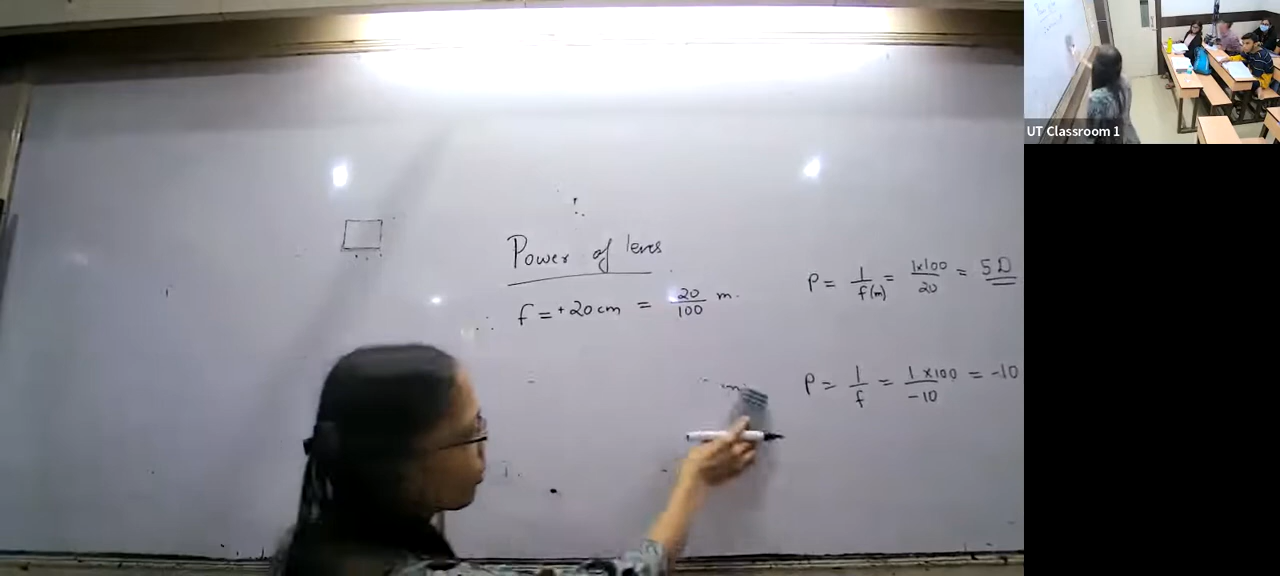 Power of lens
f = +20 cm = 20/100 m.
P = 1/f(m) = 1×100/20 = 5D
m
P = 1/f = 1×100/-10 = -10
UT Classroom 1